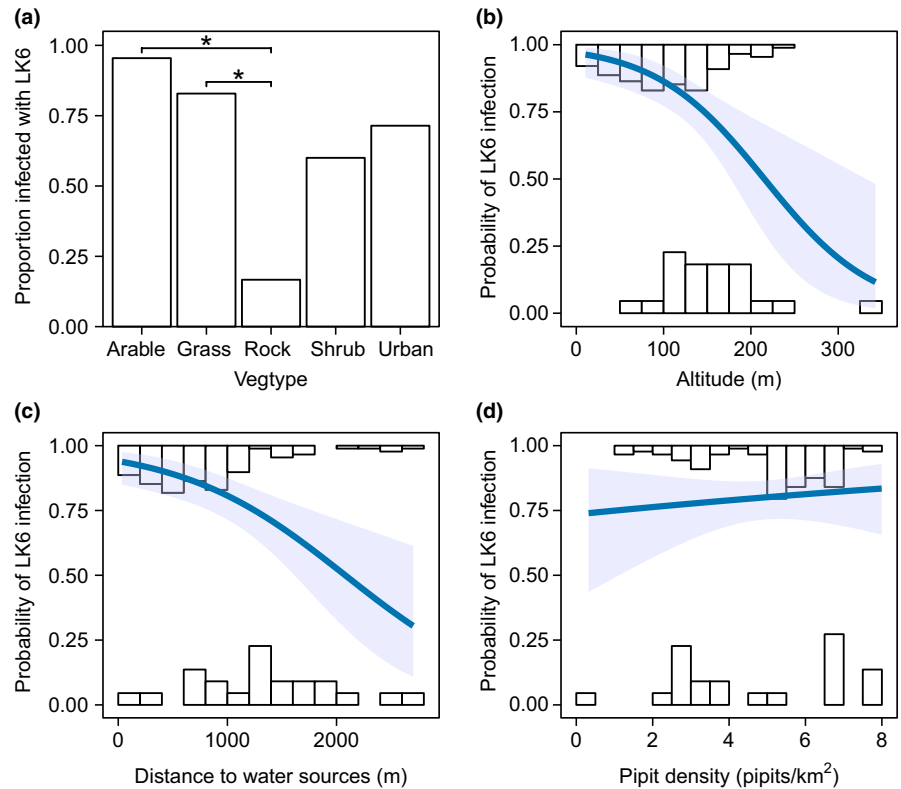 (a)
Proportion infected with LK6
1.00
0.75
0.50
0.25
0.00
*
*
Arable Grass Rock Shrub Urban
Vegtype
(b)
Probability of LK6 infection
1.00
0.75
0.50
0.25
0.00
0 100 200 300
Altitude (m)
(c)
Probability of LK6 infection
1.00
0.75
0.50
0.25
0.00
0 1000 2000
Distance to water sources (m)
(d)
Probability of LK6 infection
1.00
0.75
0.50
0.25
0.00
0 2 4 6 8
Pipit density (pipits/km²)